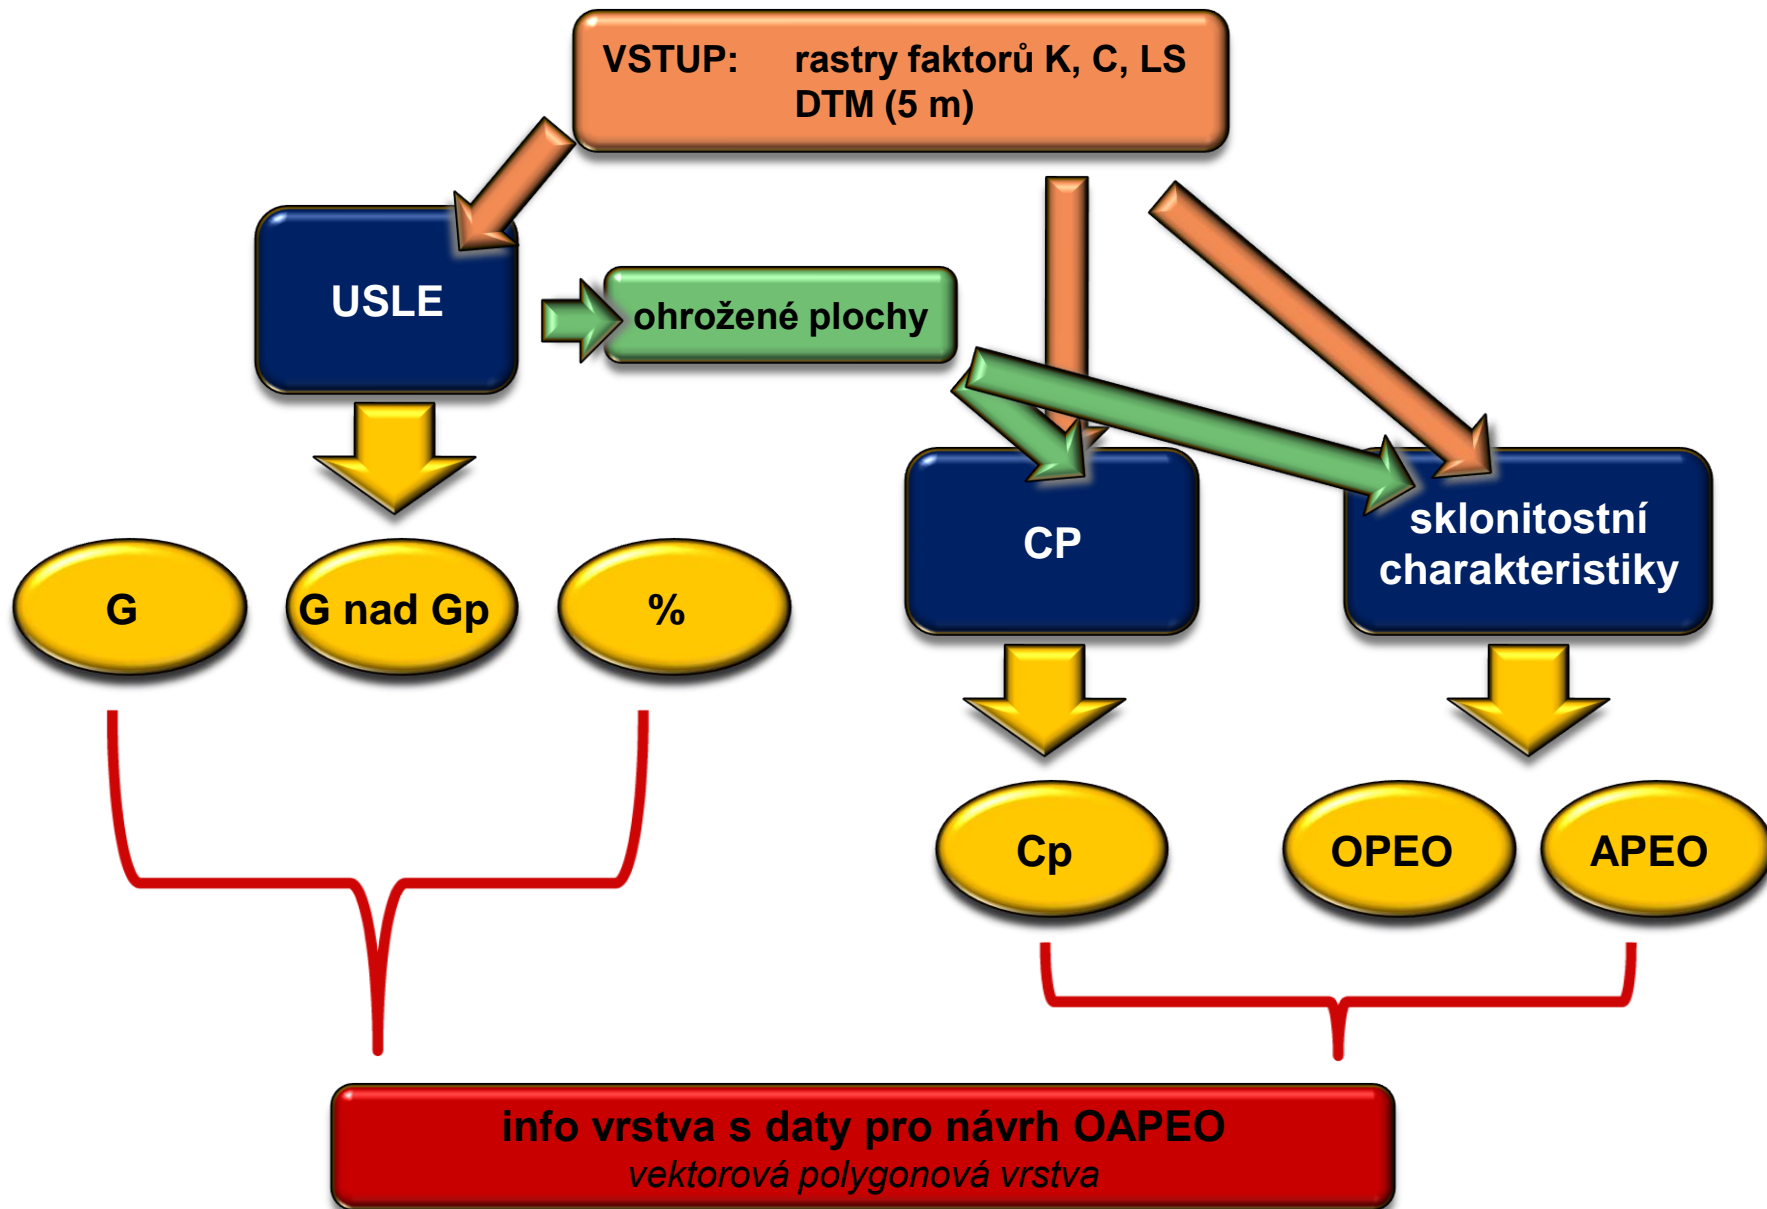 VSTUP: rastry faktorů K, C, LS
DTM (5 m)
USLE
ohrožené plochy
CP
sklonitostní
charakteristiky
G
G nad Gp
%
Cp
OPEO
APEO
info vrstva s daty pro návrh OAPEO
vektorová polygonová vrstva